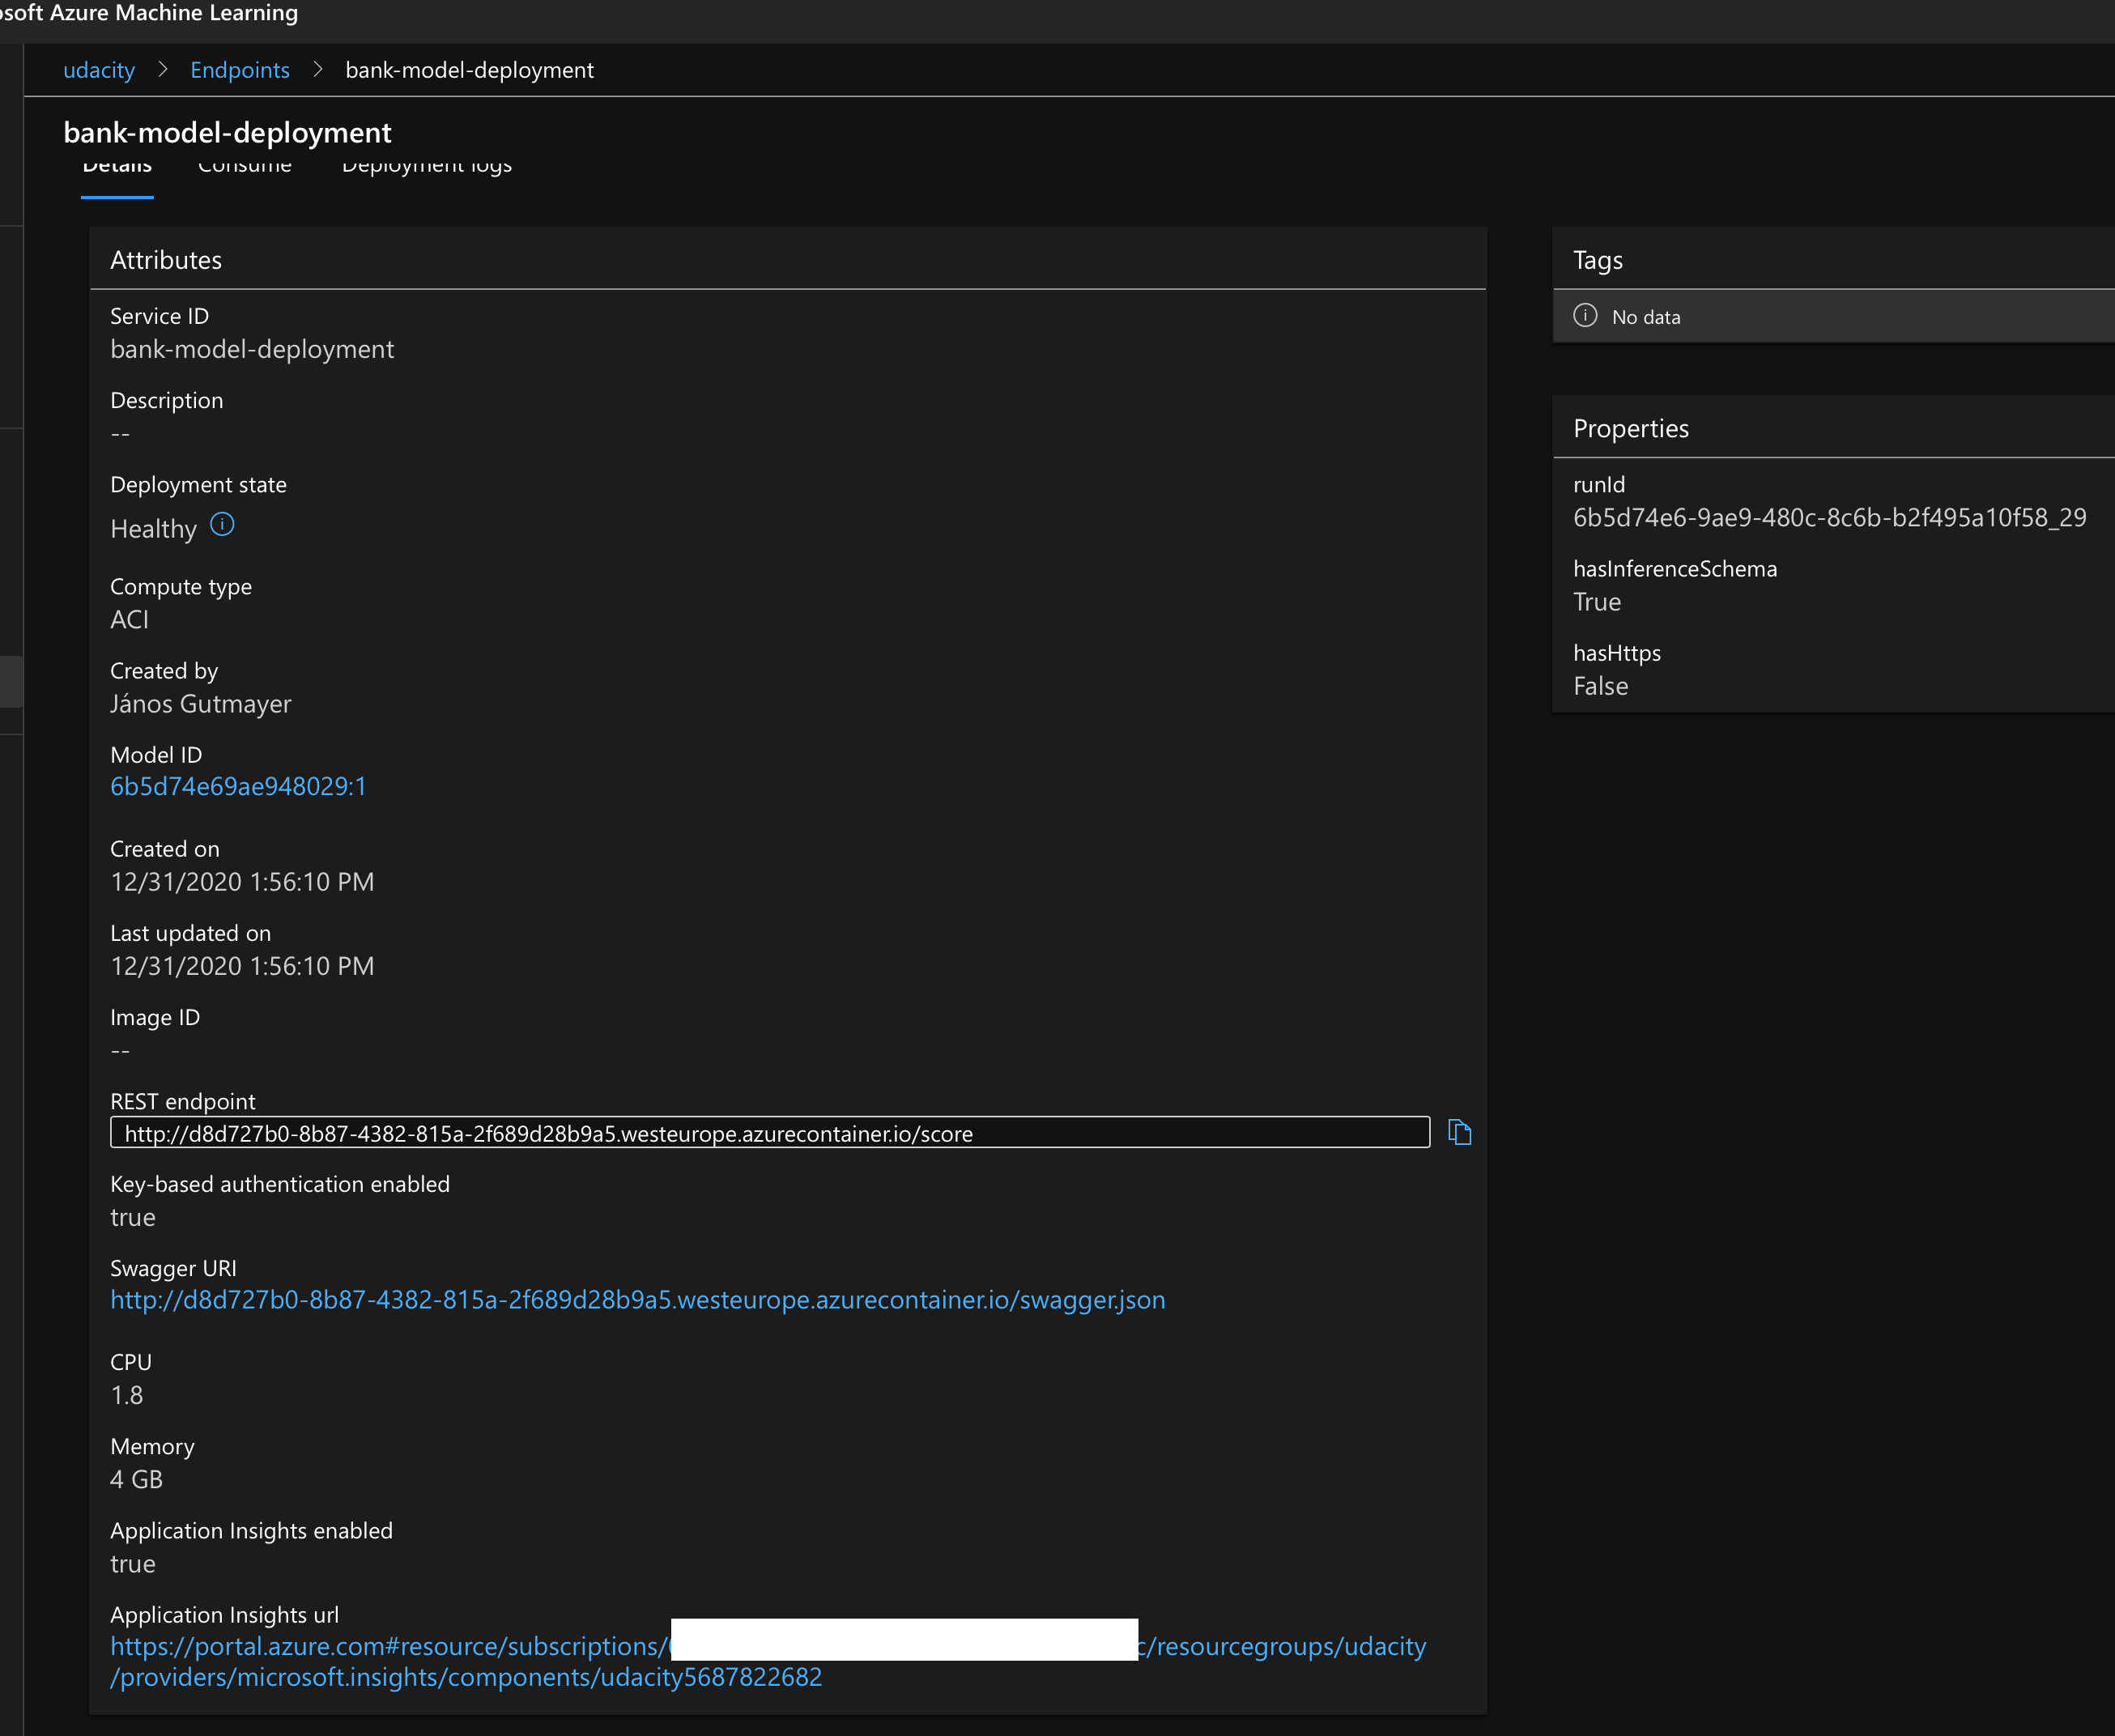 osoft Azure Machine Learning
udacity > Endpoints > bank-model-deployment
bank-model-deployment
Details Consume Deployment logs
Attributes
Service ID
bank-model-deployment
Description
--
Deployment state
Healthy
Compute type
ACI
Created by
János Gutmayer
Model ID
6b5d74e69ae948029:1
Created on
12/31/2020 1:56:10 PM
Last updated on
12/31/2020 1:56:10 PM
Image ID
--
REST endpoint
http://d8d727b0-8b87-4382-815a-2f689d28b9a5.westeurope.azurecontainer.io/score
Key-based authentication enabled
true
Swagger URI
http://d8d727b0-8b87-4382-815a-2f689d28b9a5.westeurope.azurecontainer.io/swagger.json
CPU
1.8
Memory
4 GB
Application Insights enabled
true
Application Insights url
https://portal.azure.com#resource/subscriptions/ c/resourcegroups/udacity
/providers/microsoft.insights/components/udacity5687822682
Tags
No data
Properties
runId
6b5d74e6-9ae9-480c-8c6b-b2f495a10f58_29
hasInferenceSchema
True
hasHttps
False